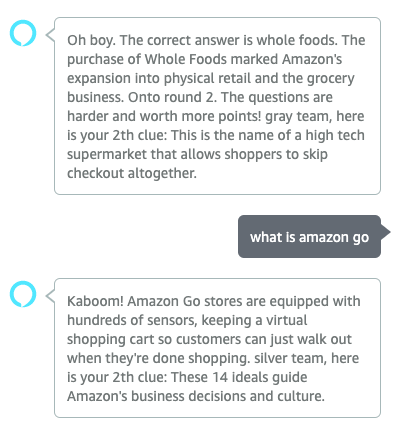 Oh boy. The correct answer is whole foods. The
purchase of Whole Foods marked Amazon's
expansion into physical retail and the grocery
business. Onto round 2. The questions are
harder and worth more points! gray team, here
is your 2th clue: This is the name of a high tech
supermarket that allows shoppers to skip
checkout altogether.
what is amazon go
Kaboom! Amazon Go stores are equipped with
hundreds of sensors, keeping a virtual
shopping cart so customers can just walk out
when they're done shopping. silver team, here
is your 2th clue: These 14 ideals guide
Amazon's business decisions and culture.